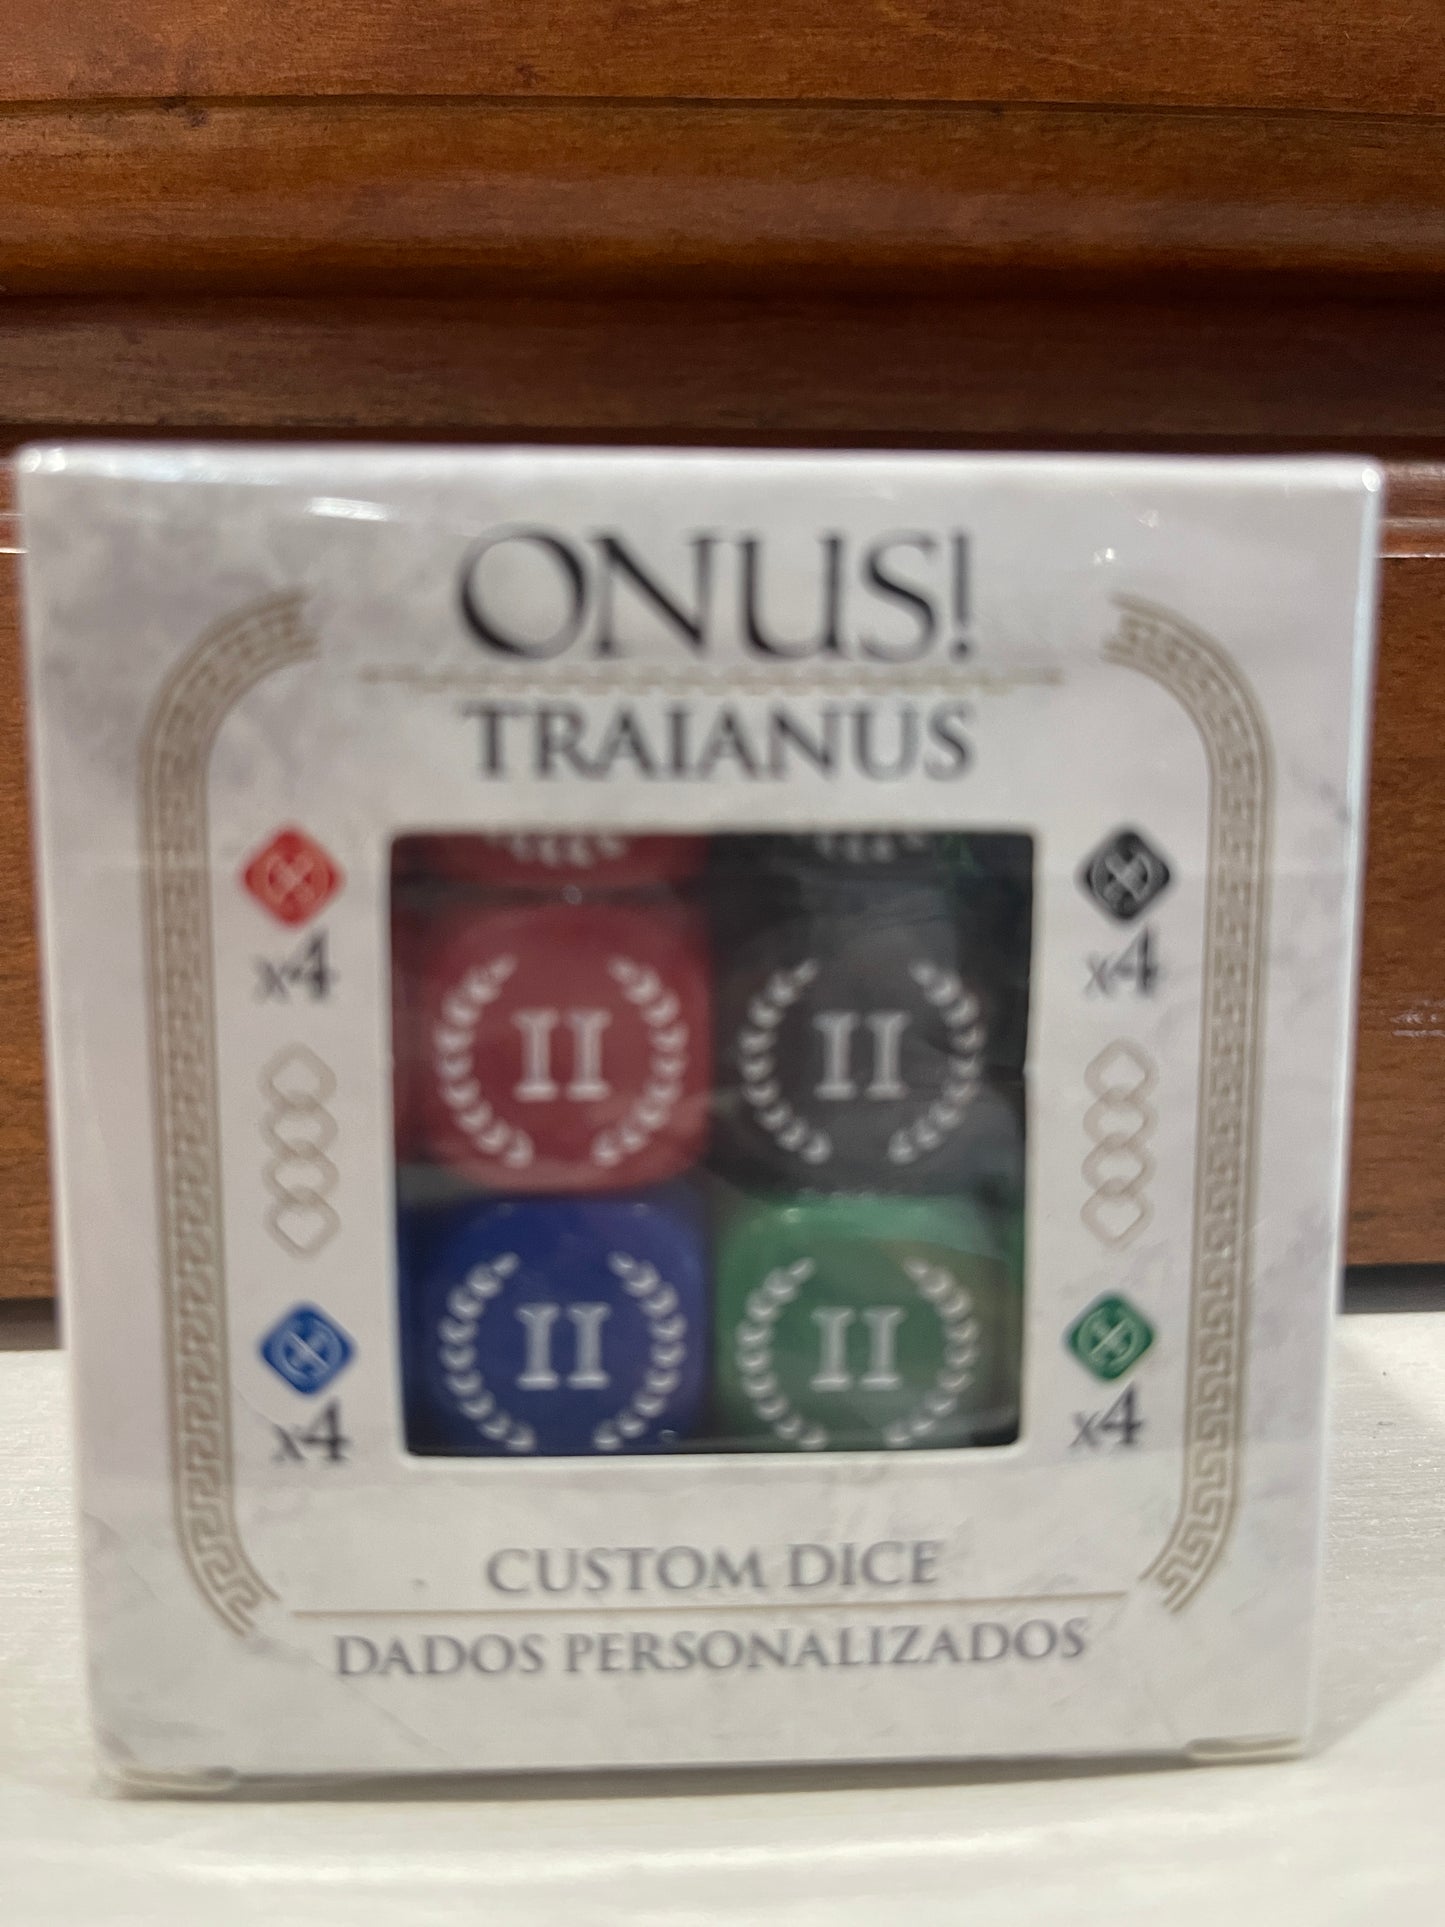 ONUS!
TRAIANUS
x4
x4
II
II
II
II
x4
x4
CUSTOM DICE
DADOS PERSONALIZADOS